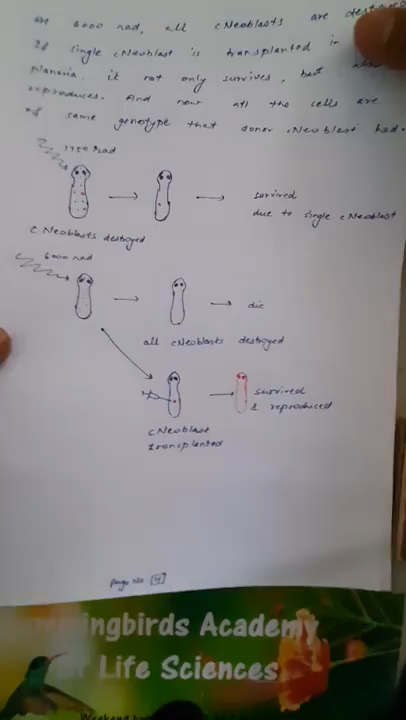 At 6000 rad, all cNeoblasts are
If single cNeoblast is transplanted in
planaria. it not only survives, but
reproduces. And now all the cells are
of same genotype that donor cNeoblast had.
1750 rad
survived
due to single cNeoblast
cNeoblasts destroyed
6000 rad
die
all cNeoblasts destroyed
survived
& reproduced
cNeoblast
transplanted
page no 4
ingbirds Academy
Life Sciences